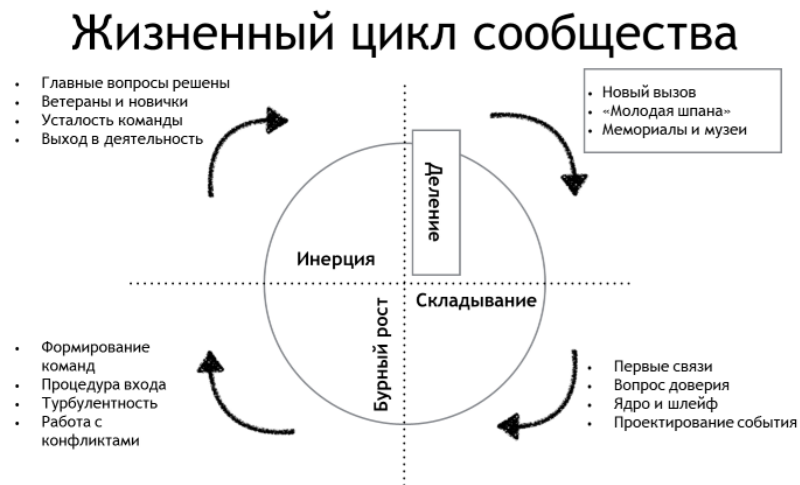 Жизненный цикл сообщества
• Главные вопросы решены
• Ветераны и новички
• Усталость команды
• Выход в деятельность
• Новый вызов
• «Молодая шпана»
• Мемориалы и музеи
Деление
Инерция
Складывание
Бурный рост
• Формирование
команд
• Процедура входа
• Турбулентность
• Работа с
конфликтами
• Первые связи
• Вопрос доверия
• Ядро и шлейф
• Проектирование события